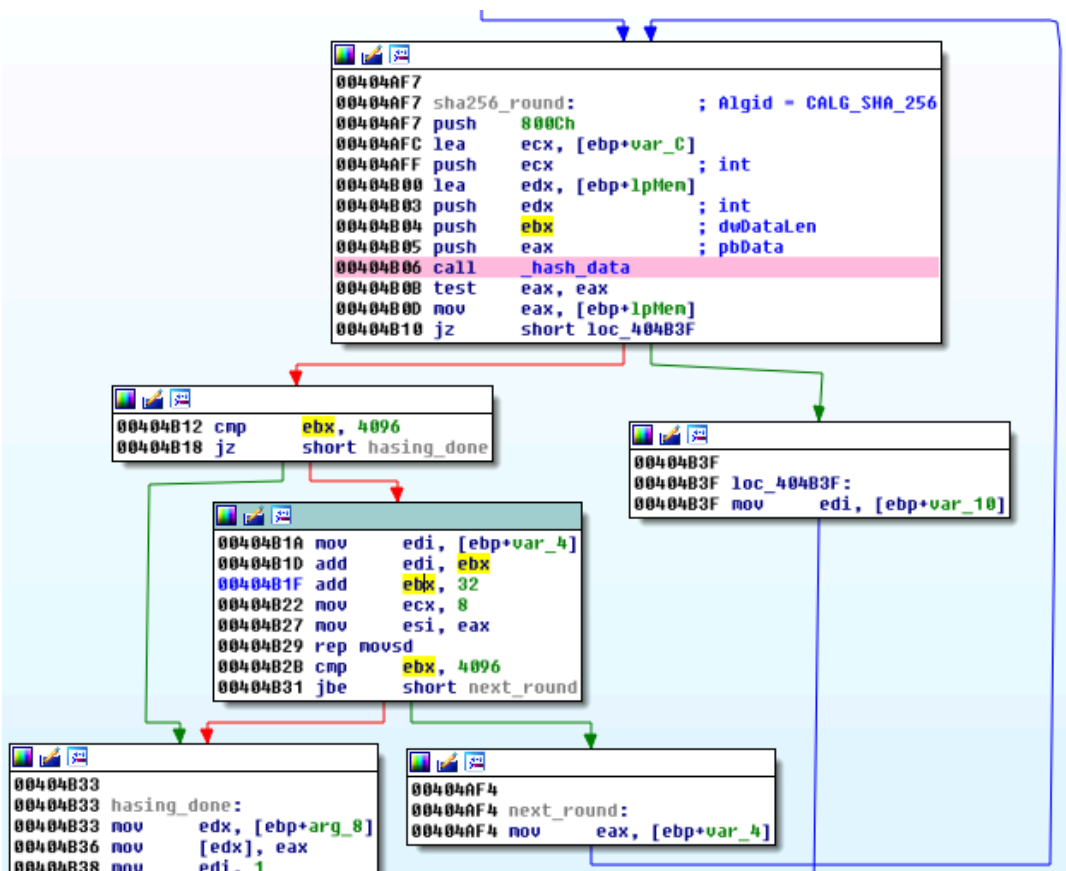 00404AF7
00404AF7 sha256_round: ; Algid = CALG_SHA_256
00404AF7 push 800Ch
00404AFC lea ecx, [ebp+var_C]
00404AFF push ecx ; int
00404B00 lea edx, [ebp+lpMem]
00404B03 push edx ; int
00404B04 push ebx ; dwDataLen
00404B05 push eax ; pbData
00404B06 call _hash_data
00404B0B test eax, eax
00404B0D mov eax, [ebp+lpMem]
00404B10 jz short loc_404B3F
00404B12 cmp ebx, 4096
00404B18 jz short hasing_done
00404B3F
00404B3F loc_404B3F:
00404B3F mov edi, [ebp+var_10]
00404B1A mov edi, [ebp+var_4]
00404B1D add edi, ebx
00404B1F add ebx, 32
00404B22 mov ecx, 8
00404B27 mov esi, eax
00404B29 rep movsd
00404B2B cmp ebx, 4096
00404B31 jbe short next_round
00404B33
00404B33 hasing_done:
00404B33 mov edx, [ebp+arg_8]
00404B36 mov [edx], eax
00404B38 mov edi, 1
00404AF4
00404AF4 next_round:
00404AF4 mov eax, [ebp+var_4]